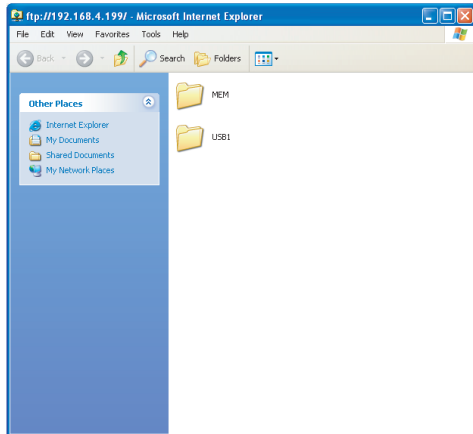 ftp://192.168.4.199/ - Microsoft Internet Explorer
File Edit View Favorites Tools Help
Back Search Folders
Other Places
Internet Explorer
My Documents
Shared Documents
My Network Places
MEM
USB1